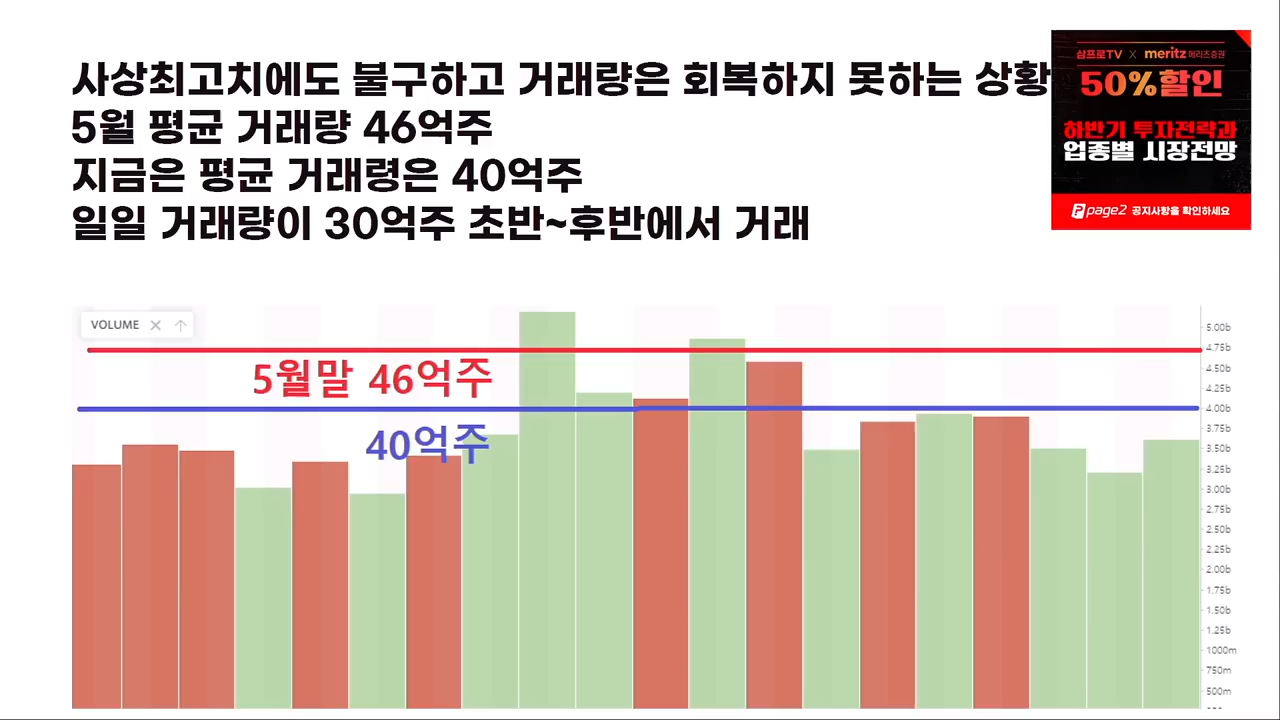 사상최고치에도 불구하고 거래량은 회복하지 못하는 상황
5월 평균 거래량 46억주
지금은 평균 거래령은 40억주
일일 거래량이 30억주 초반~후반에서 거래
삼프로TV X meritz 메리츠증권
50%할인
하반기 투자전략과
업종별 시장전망
page2 공지사항을 확인하세요
VOLUME
5월말 46억주
40억주
5.00b
4.75b
4.50b
4.25b
4.00b
3.75b
3.50b
3.25b
3.00b
2.75b
2.50b
2.25b
2.00b
1.75b
1.50b
1.25b
1000m
750m
500m